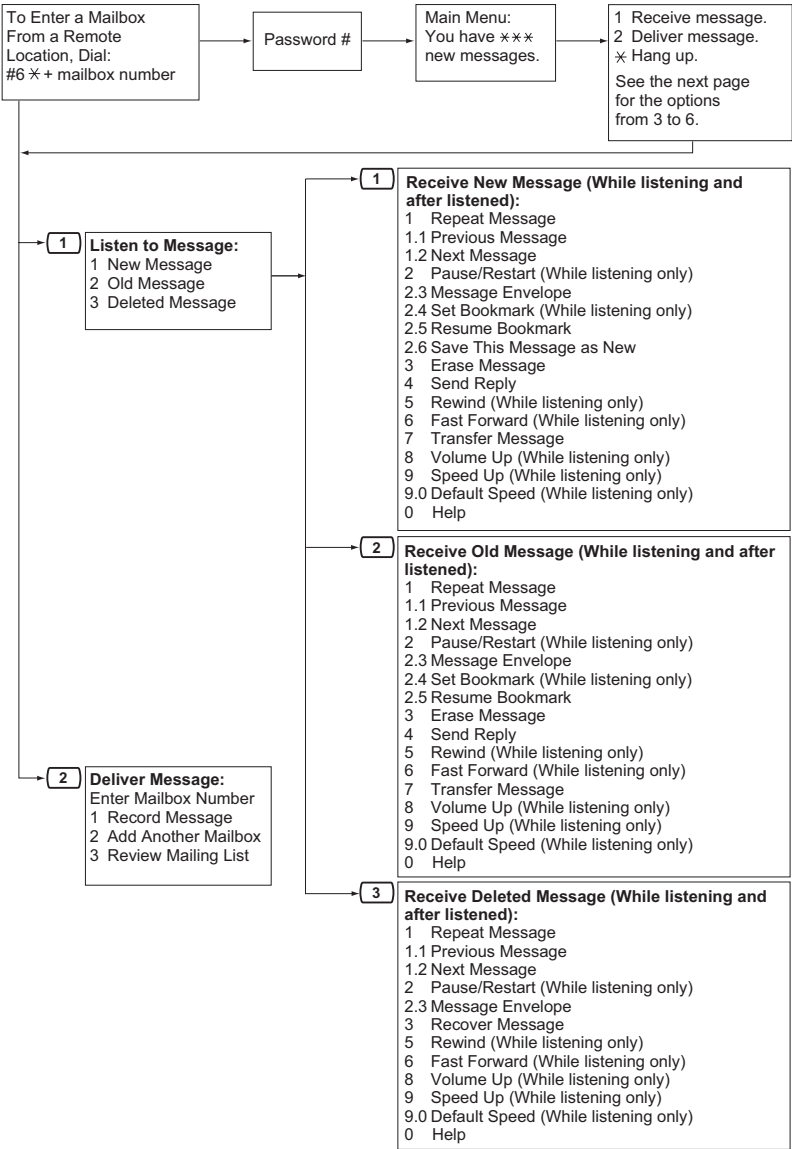 To Enter a Mailbox
From a Remote
Location, Dial:
#6 ✳ + mailbox number
Password #
Main Menu:
You have ✳✳✳
new messages.
1 Receive message.
2 Deliver message.
✳ Hang up.
See the next page
for the options
from 3 to 6.
1
Listen to Message:
1 New Message
2 Old Message
3 Deleted Message
1
Receive New Message (While listening and
after listened):
1 Repeat Message
1.1 Previous Message
1.2 Next Message
2 Pause/Restart (While listening only)
2.3 Message Envelope
2.4 Set Bookmark (While listening only)
2.5 Resume Bookmark
2.6 Save This Message as New
3 Erase Message
4 Send Reply
5 Rewind (While listening only)
6 Fast Forward (While listening only)
7 Transfer Message
8 Volume Up (While listening only)
9 Speed Up (While listening only)
9.0 Default Speed (While listening only)
0 Help
2
Receive Old Message (While listening and after
listened):
1 Repeat Message
1.1 Previous Message
1.2 Next Message
2 Pause/Restart (While listening only)
2.3 Message Envelope
2.4 Set Bookmark (While listening only)
2.5 Resume Bookmark
3 Erase Message
4 Send Reply
5 Rewind (While listening only)
6 Fast Forward (While listening only)
7 Transfer Message
8 Volume Up (While listening only)
9 Speed Up (While listening only)
9.0 Default Speed (While listening only)
0 Help
2
Deliver Message:
Enter Mailbox Number
1 Record Message
2 Add Another Mailbox
3 Review Mailing List
3
Receive Deleted Message (While listening and
after listened):
1 Repeat Message
1.1 Previous Message
1.2 Next Message
2 Pause/Restart (While listening only)
2.3 Message Envelope
3 Recover Message
5 Rewind (While listening only)
6 Fast Forward (While listening only)
8 Volume Up (While listening only)
9 Speed Up (While listening only)
9.0 Default Speed (While listening only)
0 Help